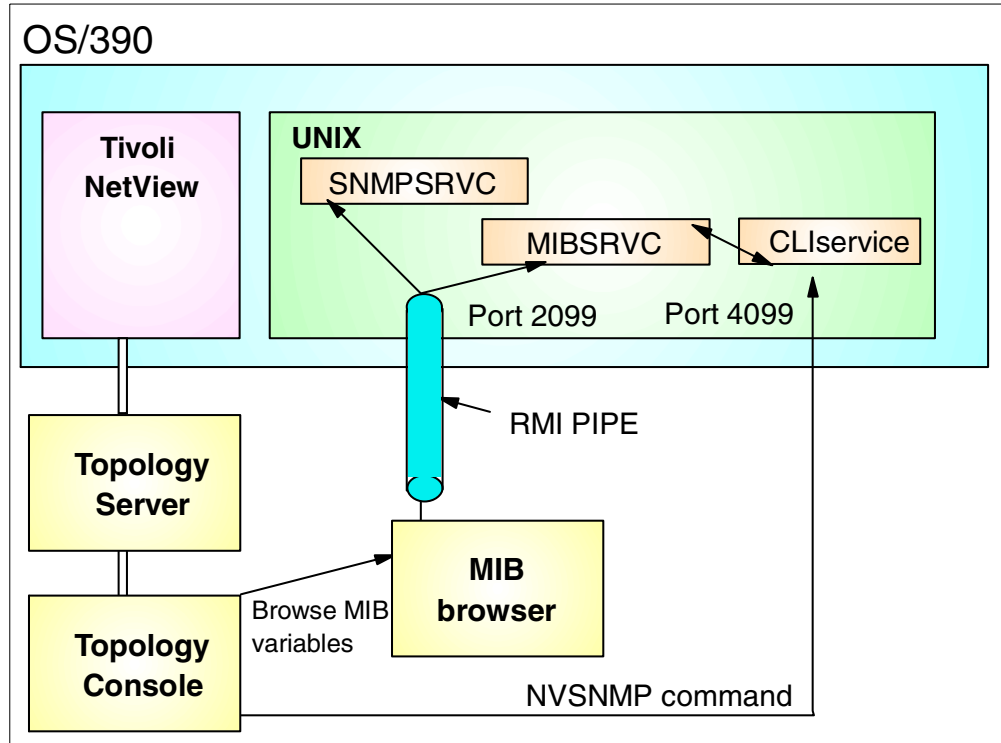 OS/390
Tivoli
NetView
UNIX
SNMPSRVC
MIBSRVC
CLIservice
Port 2099
Port 4099
RMI PIPE
Topology
Server
MIB
browser
Browse MIB
variables
Topology
Console
NVSNMP command